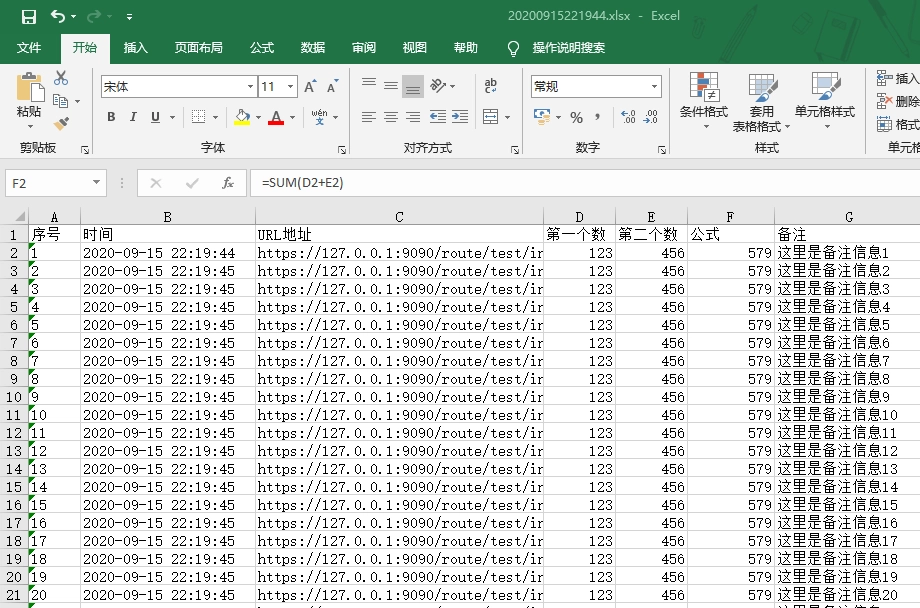 20200915221944.xlsx - Excel
文件 开始 插入 页面布局 公式 数据 审阅 视图 帮助 操作说明搜索
宋体 11 A A 常规 插入
粘贴 B I U A wén 文 ab c % , 条件格式 套用 表格格式 单元格样式 删除
格式
剪贴板 字体 对齐方式 数字 样式 单元格
F2 fx =SUM(D2+E2)
A B C D E F G
1 序号 时间 URL地址 第一个数 第二个数 公式 备注
2 1 2020-09-15 22:19:44 https://127.0.0.1:9090/route/test/in 123 456 579 这里是备注信息1
3 2 2020-09-15 22:19:45 https://127.0.0.1:9090/route/test/in 123 456 579 这里是备注信息2
4 3 2020-09-15 22:19:45 https://127.0.0.1:9090/route/test/in 123 456 579 这里是备注信息3
5 4 2020-09-15 22:19:45 https://127.0.0.1:9090/route/test/in 123 456 579 这里是备注信息4
6 5 2020-09-15 22:19:45 https://127.0.0.1:9090/route/test/in 123 456 579 这里是备注信息5
7 6 2020-09-15 22:19:45 https://127.0.0.1:9090/route/test/in 123 456 579 这里是备注信息6
8 7 2020-09-15 22:19:45 https://127.0.0.1:9090/route/test/in 123 456 579 这里是备注信息7
9 8 2020-09-15 22:19:45 https://127.0.0.1:9090/route/test/in 123 456 579 这里是备注信息8
10 9 2020-09-15 22:19:45 https://127.0.0.1:9090/route/test/in 123 456 579 这里是备注信息9
11 10 2020-09-15 22:19:45 https://127.0.0.1:9090/route/test/in 123 456 579 这里是备注信息10
12 11 2020-09-15 22:19:45 https://127.0.0.1:9090/route/test/in 123 456 579 这里是备注信息11
13 12 2020-09-15 22:19:45 https://127.0.0.1:9090/route/test/in 123 456 579 这里是备注信息12
14 13 2020-09-15 22:19:45 https://127.0.0.1:9090/route/test/in 123 456 579 这里是备注信息13
15 14 2020-09-15 22:19:45 https://127.0.0.1:9090/route/test/in 123 456 579 这里是备注信息14
16 15 2020-09-15 22:19:45 https://127.0.0.1:9090/route/test/in 123 456 579 这里是备注信息15
17 16 2020-09-15 22:19:45 https://127.0.0.1:9090/route/test/in 123 456 579 这里是备注信息16
18 17 2020-09-15 22:19:45 https://127.0.0.1:9090/route/test/in 123 456 579 这里是备注信息17
19 18 2020-09-15 22:19:45 https://127.0.0.1:9090/route/test/in 123 456 579 这里是备注信息18
20 19 2020-09-15 22:19:45 https://127.0.0.1:9090/route/test/in 123 456 579 这里是备注信息19
21 20 2020-09-15 22:19:45 https://127.0.0.1:9090/route/test/in 123 456 579 这里是备注信息20